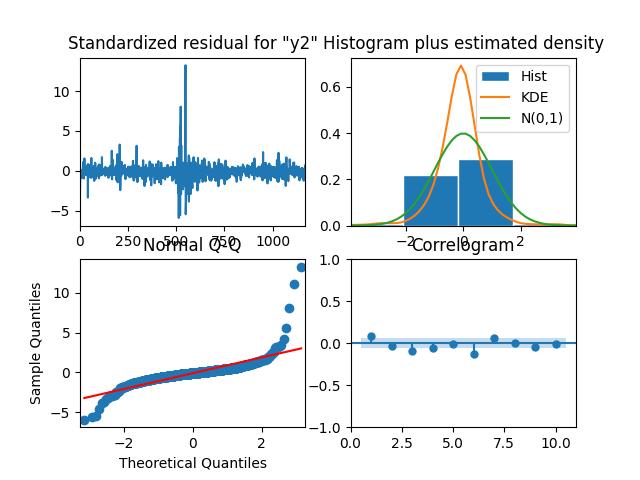 Standardized residual for "y2" Histogram plus estimated density
10
5
0
−5
0 250 500 750 1000
0.6
0.4
0.2
0.0
−2 0 2
Hist
KDE
N(0,1)
Normal Q-Q
Correlogram
Sample Quantiles
10
5
0
−5
−2 0 2
Theoretical Quantiles
1.0
0.5
0.0
−0.5
−1.0
0.0 2.5 5.0 7.5 10.0